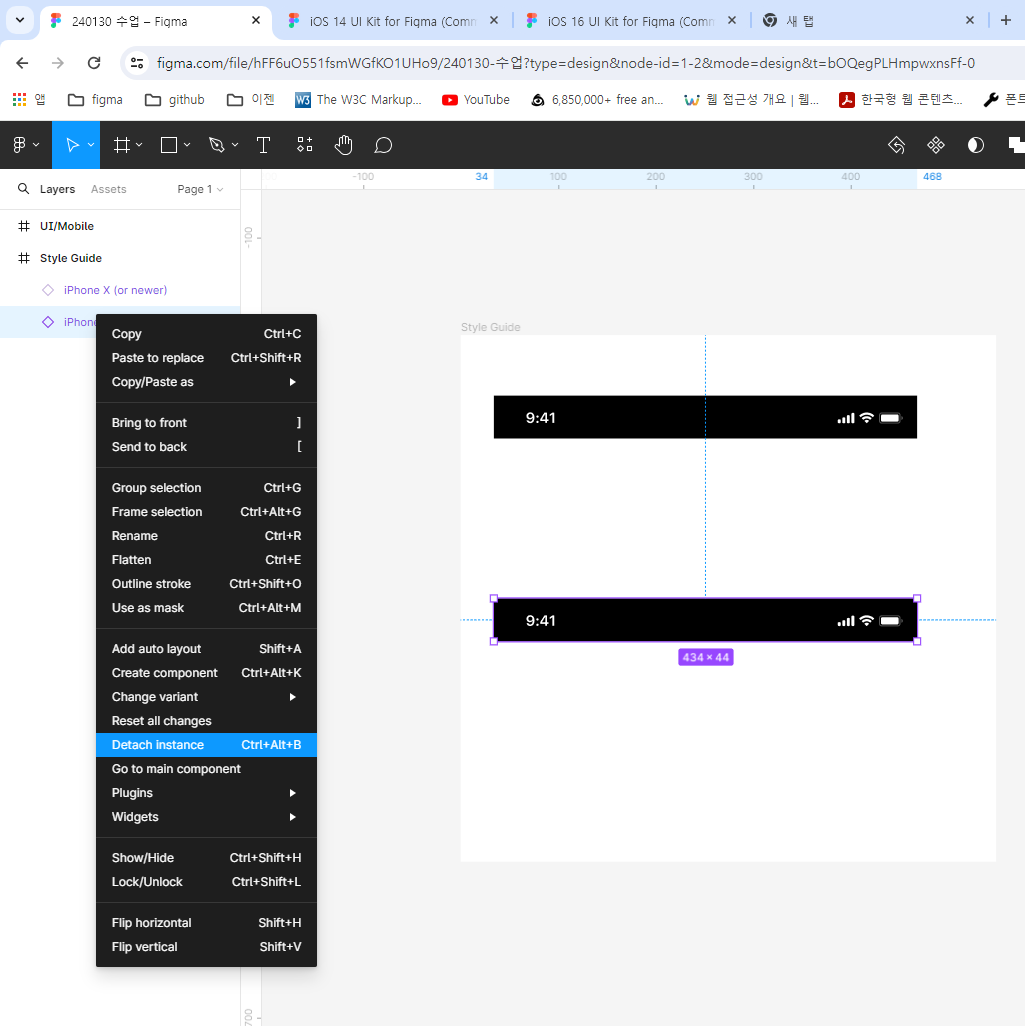 240130 수업 – Figma
iOS 14 UI Kit for Figma (Comm
iOS 16 UI Kit for Figma (Comm
새 탭
figma.com/file/hFF6uO551fsmWGfKO1UHo9/240130-수업?type=design&node-id=1-2&mode=design&t=bOQegPLHmpwxnsFf-0
앱
figma
github
이젠
The W3C Markup...
YouTube
6,850,000+ free an...
웹 접근성 개요 | 웹...
한국형 웹 콘텐츠...
폰트
Layers
Assets
Page 1
-100
34
100
200
300
400
468
UI/Mobile
Style Guide
iPhone X (or newer)
iPhone
-100
Style Guide
9:41
9:41
434 × 44
Copy Ctrl+C
Paste to replace Ctrl+Shift+R
Copy/Paste as
Bring to front ]
Send to back [
Group selection Ctrl+G
Frame selection Ctrl+Alt+G
Rename Ctrl+R
Flatten Ctrl+E
Outline stroke Ctrl+Shift+O
Use as mask Ctrl+Alt+M
Add auto layout Shift+A
Create component Ctrl+Alt+K
Change variant
Reset all changes
Detach instance Ctrl+Alt+B
Go to main component
Plugins
Widgets
Show/Hide Ctrl+Shift+H
Lock/Unlock Ctrl+Shift+L
Flip horizontal Shift+H
Flip vertical Shift+V
700